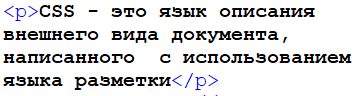 <p>CSS - это язык описания
внешнего вида документа,
написанного  с использованием
языка разметки</p>